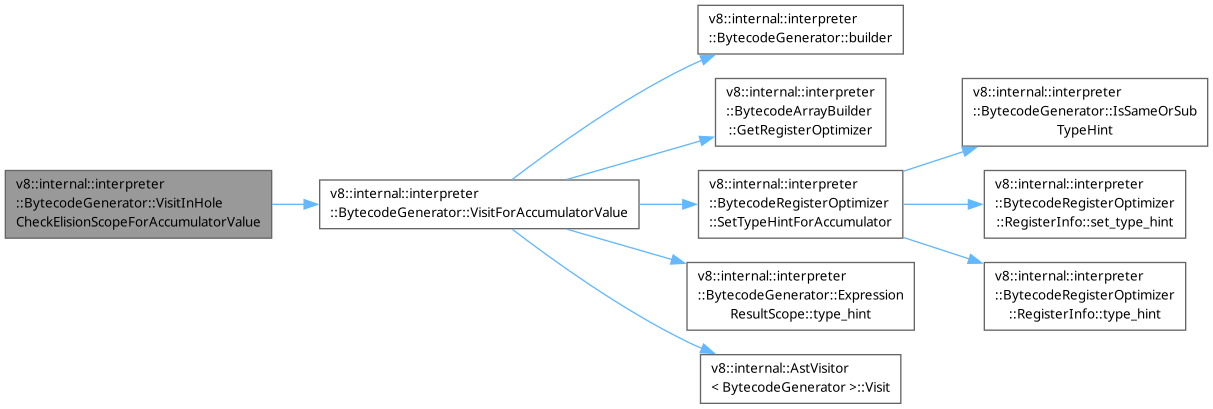 v8::internal::interpreter
::BytecodeGenerator::VisitInHole
CheckElisionScopeForAccumulatorValue
v8::internal::interpreter
::BytecodeGenerator::VisitForAccumulatorValue
v8::internal::interpreter
::BytecodeGenerator::builder
v8::internal::interpreter
::BytecodeArrayBuilder
::GetRegisterOptimizer
v8::internal::interpreter
::BytecodeRegisterOptimizer
::SetTypeHintForAccumulator
v8::internal::interpreter
::BytecodeGenerator::Expression
ResultScope::type_hint
v8::internal::AstVisitor
< BytecodeGenerator >::Visit
v8::internal::interpreter
::BytecodeGenerator::IsSameOrSub
TypeHint
v8::internal::interpreter
::BytecodeRegisterOptimizer
::RegisterInfo::set_type_hint
v8::internal::interpreter
::BytecodeRegisterOptimizer
::RegisterInfo::type_hint